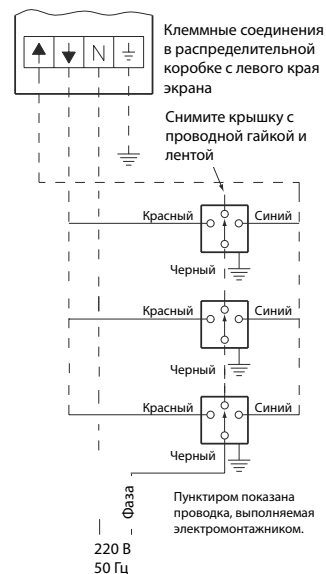 N
Клеммные соединения
в распределительной
коробке с левого края
экрана
Снимите крышку с
проводной гайкой и
лентой
Красный
Синий
Черный
Красный
Синий
Черный
Красный
Синий
Черный
Фаза
Пунктиром показана
проводка, выполняемая
электромонтажником.
220 В
50 Гц